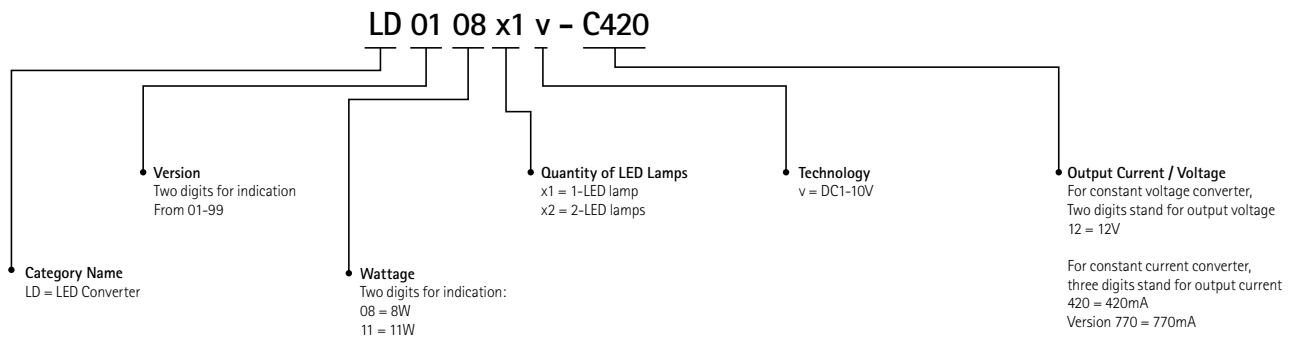 LD 01 08 x1 v - C420
Version
Two digits for indication
From 01-99
Quantity of LED Lamps
x1 = 1-LED lamp
x2 = 2-LED lamps
Technology
v = DC1-10V
Output Current / Voltage
For constant voltage converter,
Two digits stand for output voltage
12 = 12V
For constant current converter,
three digits stand for output current
420 = 420mA
Version 770 = 770mA
Category Name
LD = LED Converter
Wattage
Two digits for indication:
08 = 8W
11 = 11W